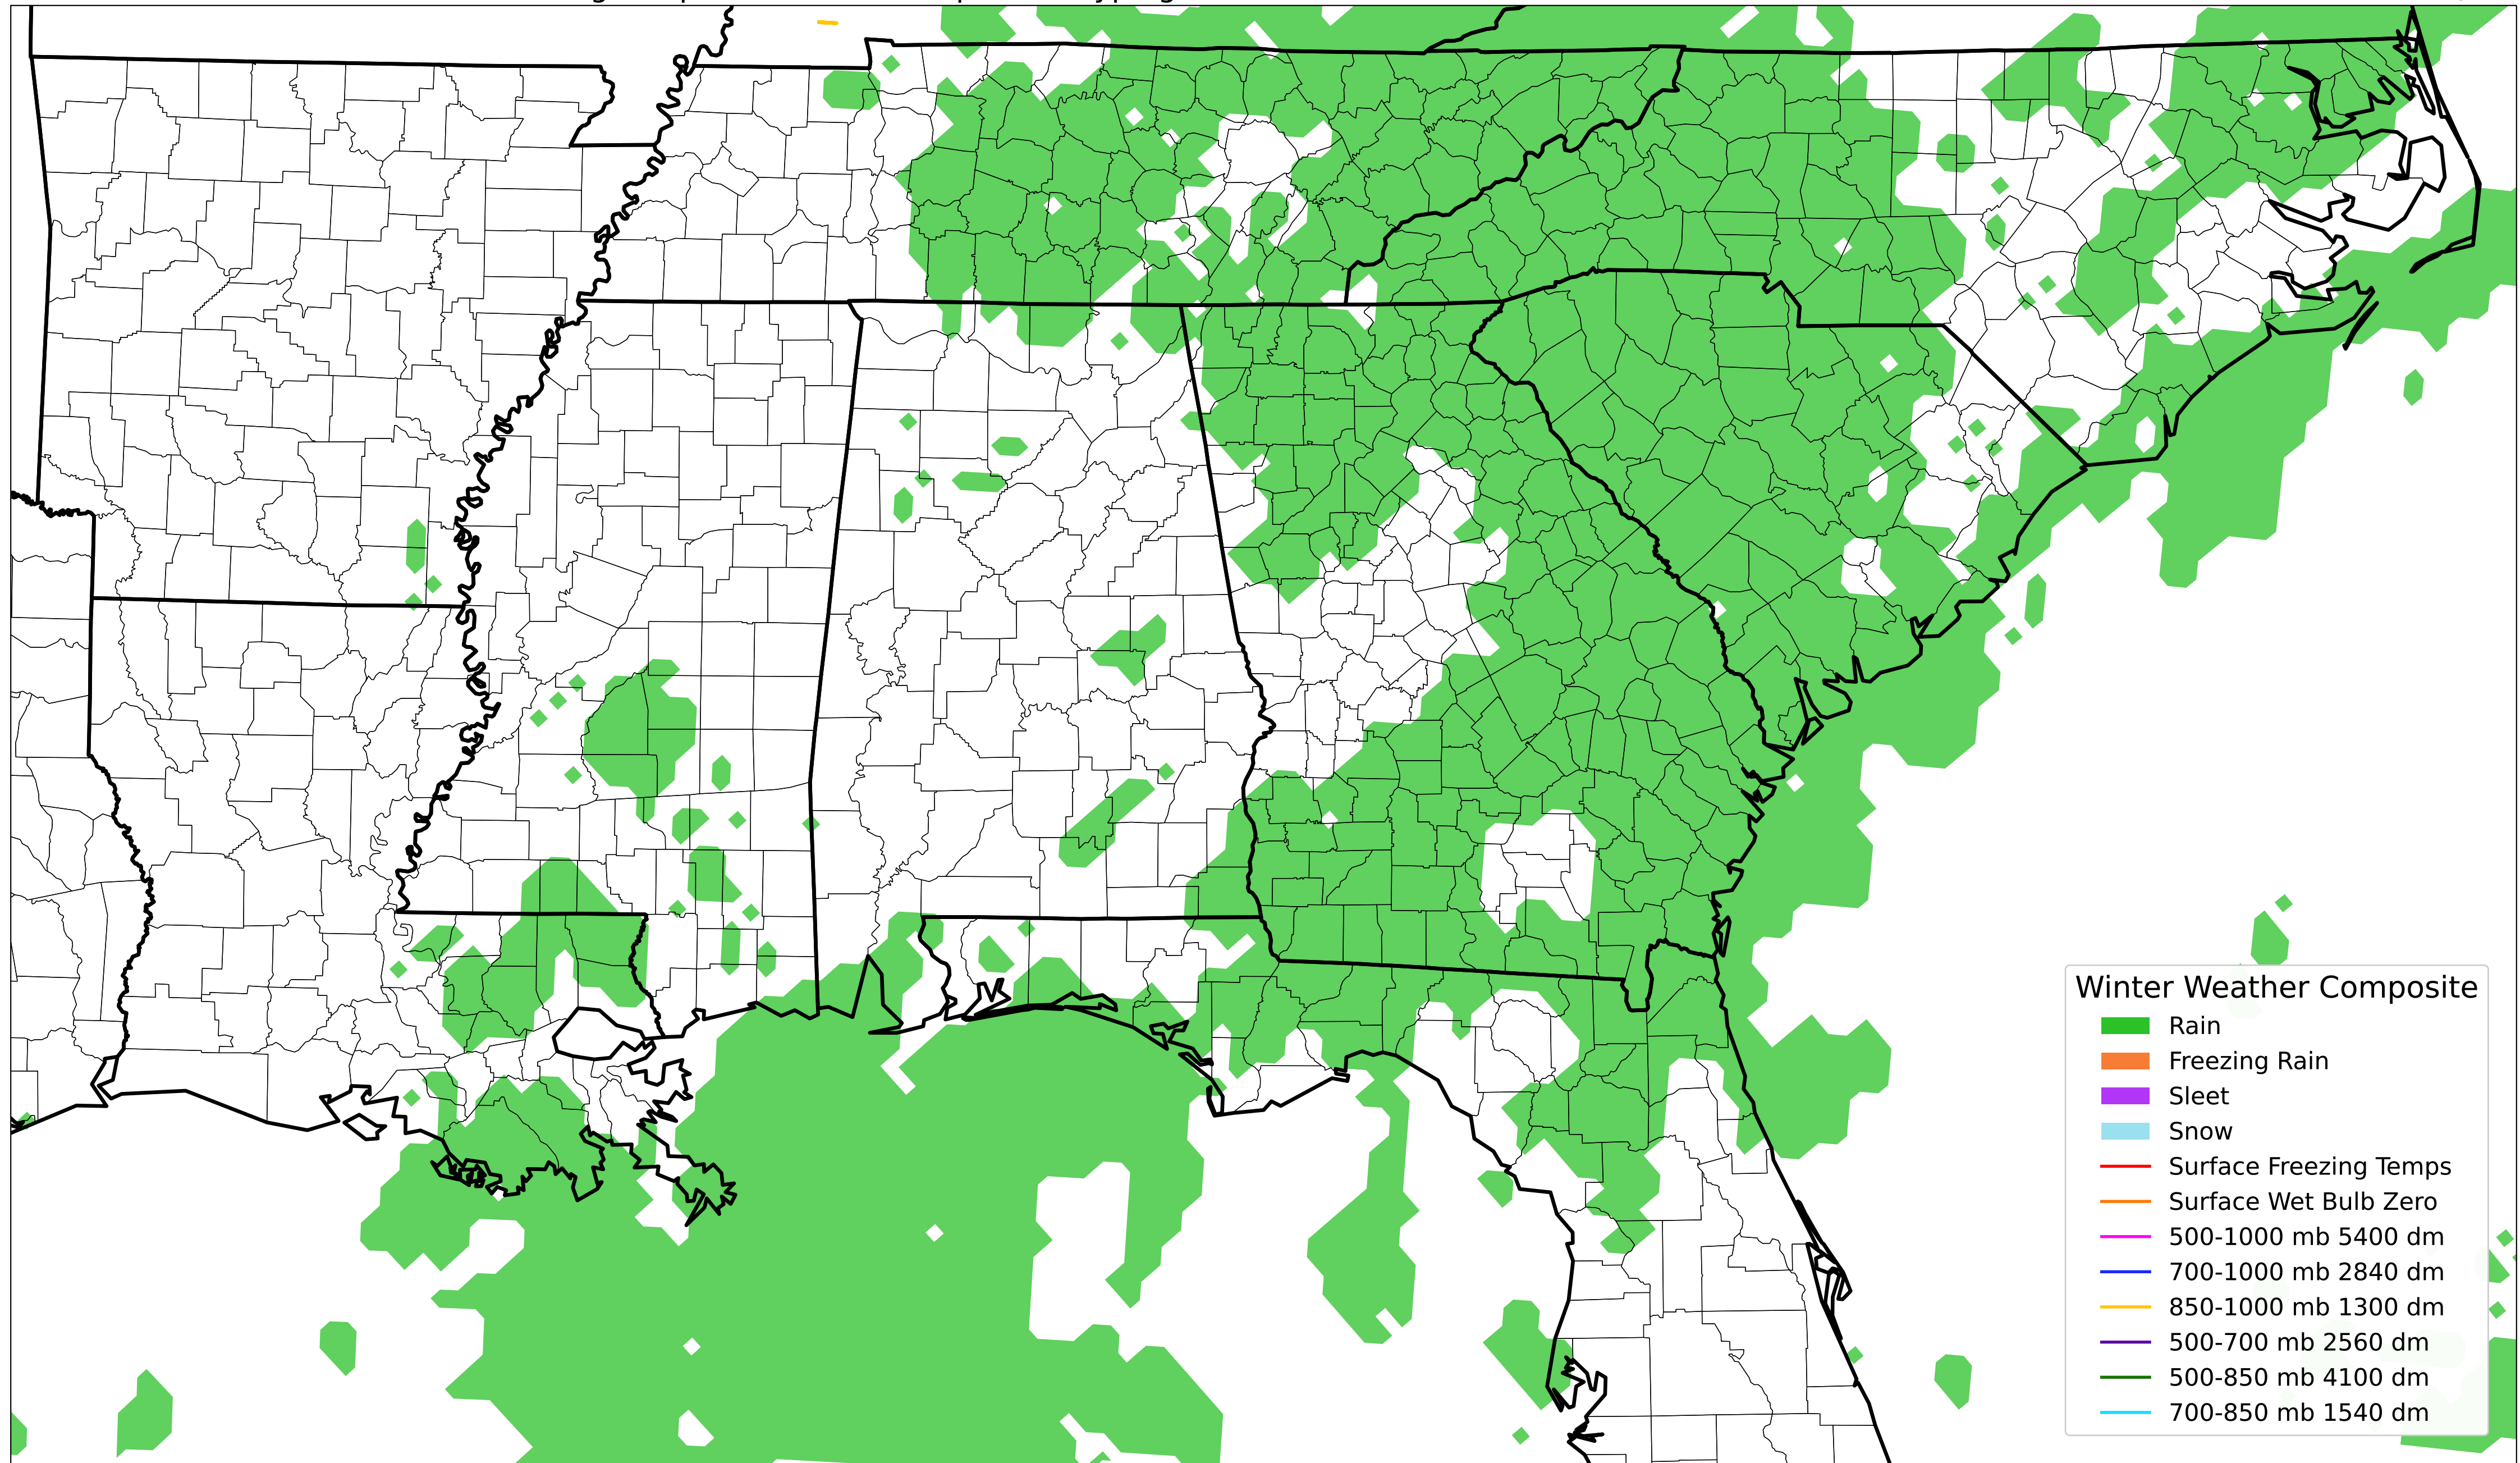 Winter Weather Composite
Rain
Freezing Rain
Sleet
Snow
Surface Freezing Temps
Surface Wet Bulb Zero
500-1000 mb 5400 dm
700-1000 mb 2840 dm
850-1000 mb 1300 dm
500-700 mb 2560 dm
500-850 mb 4100 dm
700-850 mb 1540 dm